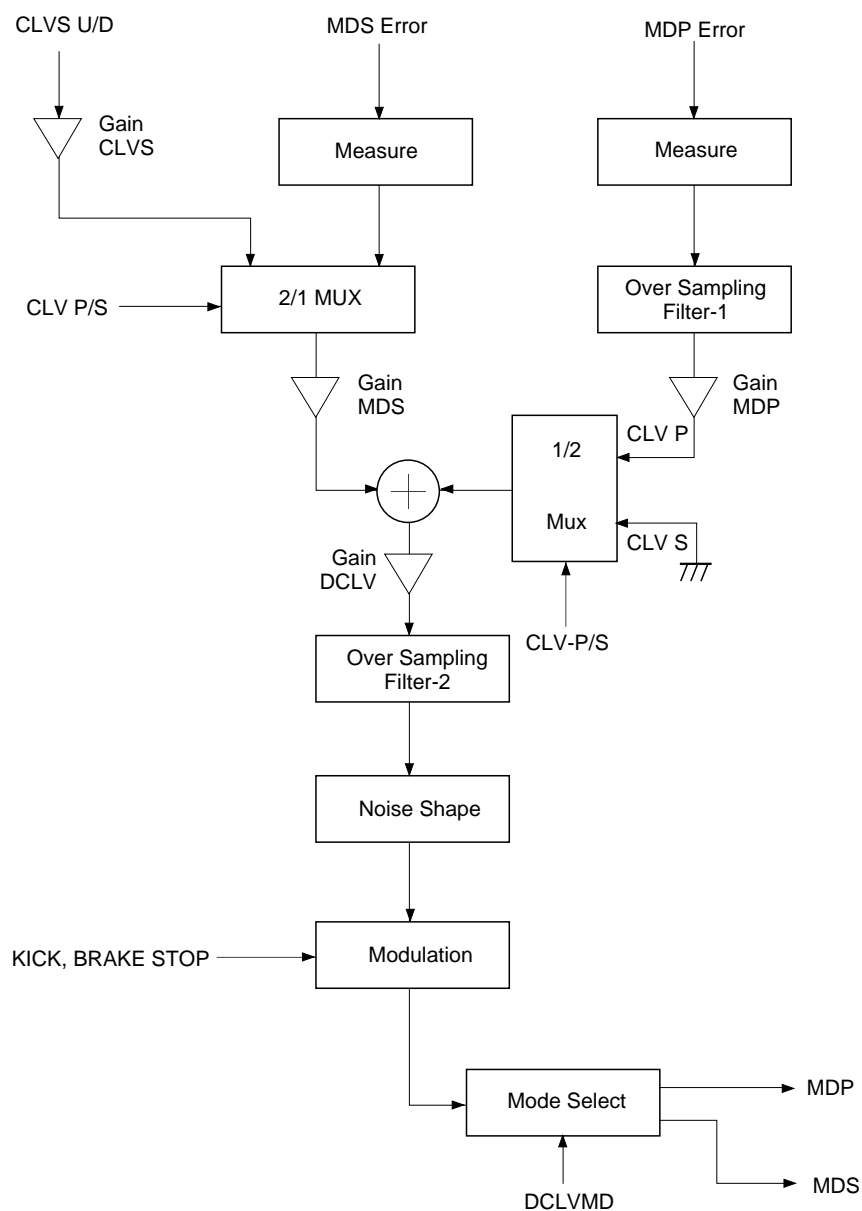 CLVS U/D
MDS Error
MDP Error
Gain
CLVS
Measure
Measure
2/1 MUX
CLV P/S
Over Sampling
Filter-1
Gain
MDS
Gain
MDP
CLV P
1/2
Mux
CLV S
Gain
DCLV
CLV-P/S
Over Sampling
Filter-2
Noise Shape
KICK, BRAKE STOP
Modulation
Mode Select
MDP
MDS
DCLVMD